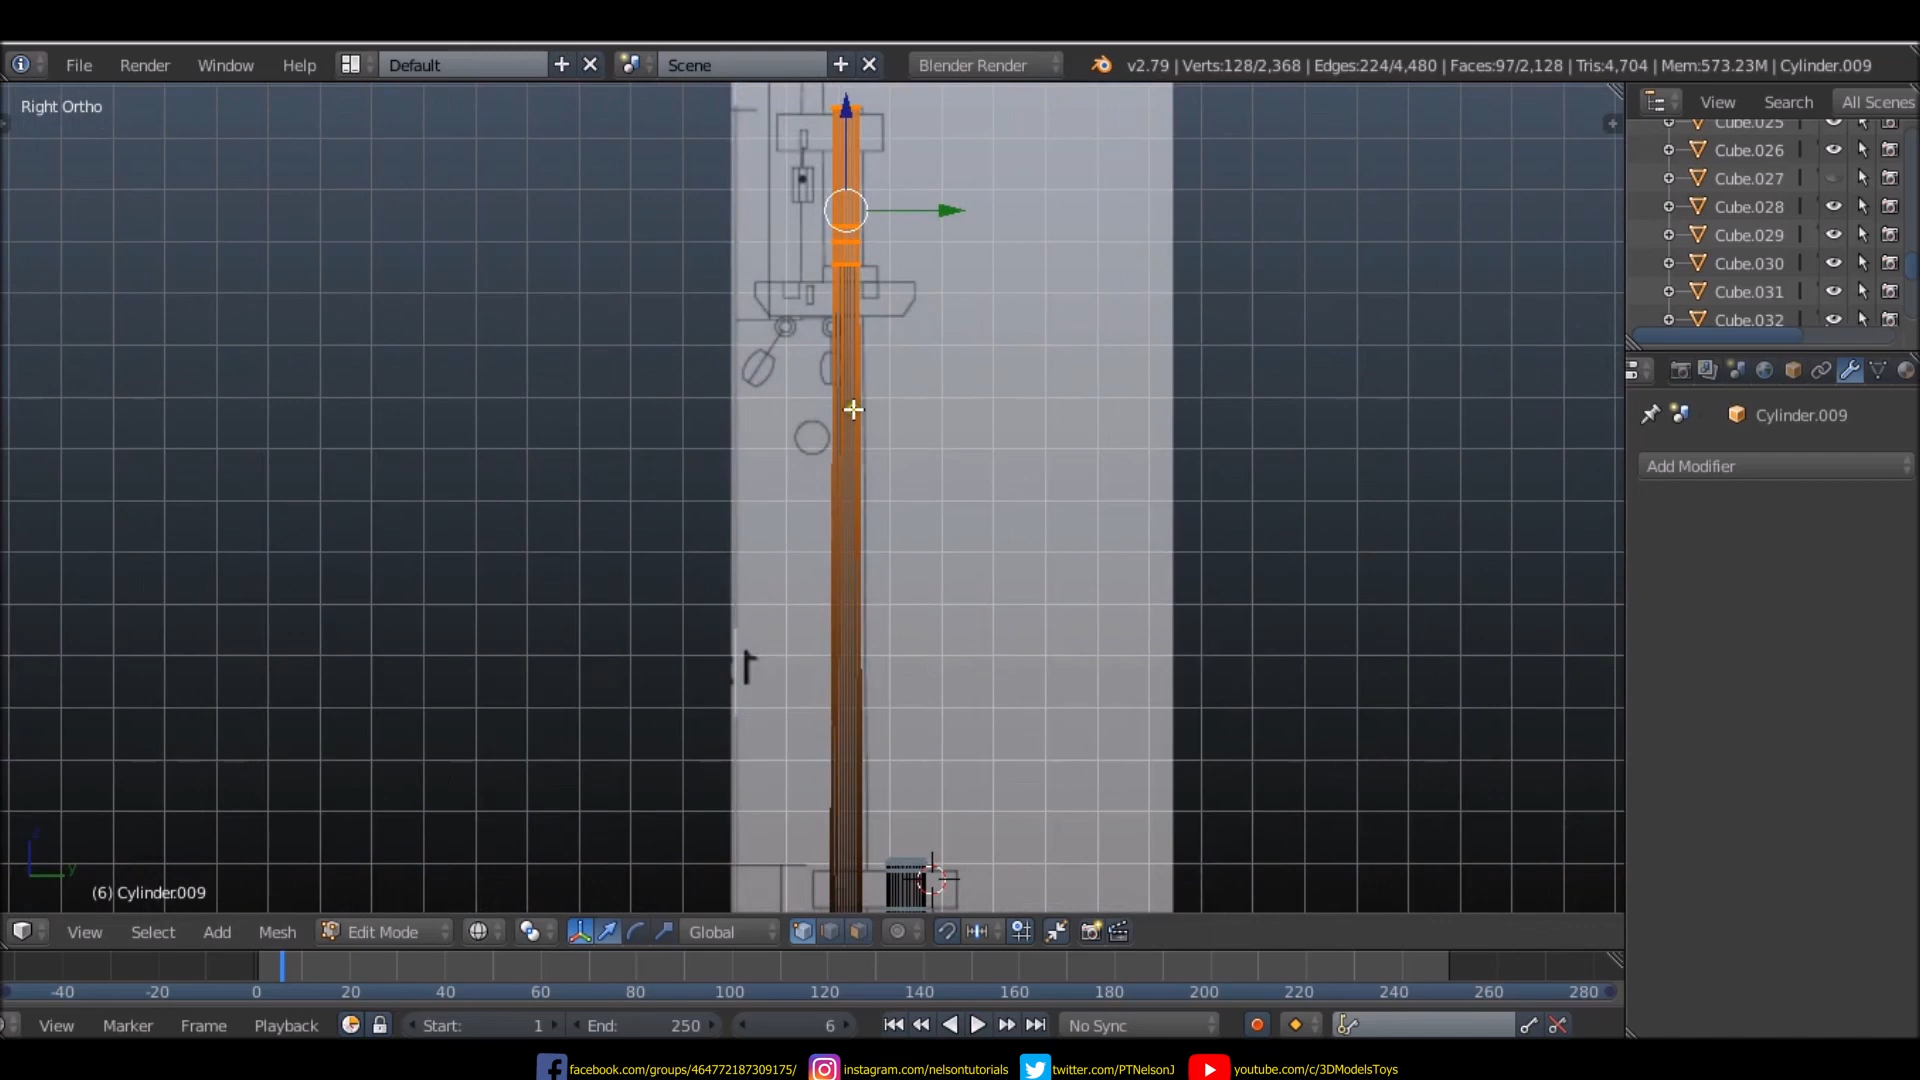 File Render Window Help Default Scene Blender Render v2.79 | Verts:128/2,368 | Edges:224/4,480 | Faces:97/2,128 | Tris:4,704 | Mem:573.23M | Cylinder.009
Right Ortho
View Search All Scenes
Cube.025
Cube.026
Cube.027
Cube.028
Cube.029
Cube.030
Cube.031
Cube.032
Cylinder.009
Add Modifier
z
y
(6) Cylinder.009
View Select Add Mesh Edit Mode Global
-40 -20 0 20 40 60 80 100 120 140 160 180 200 220 240 260 280
View Marker Frame Playback Start: 1 End: 250 6 No Sync
facebook.com/groups/464772187309175/ instagram.com/nelsontutorials twitter.com/PTNelsonJ youtube.com/c/3DModelsToys